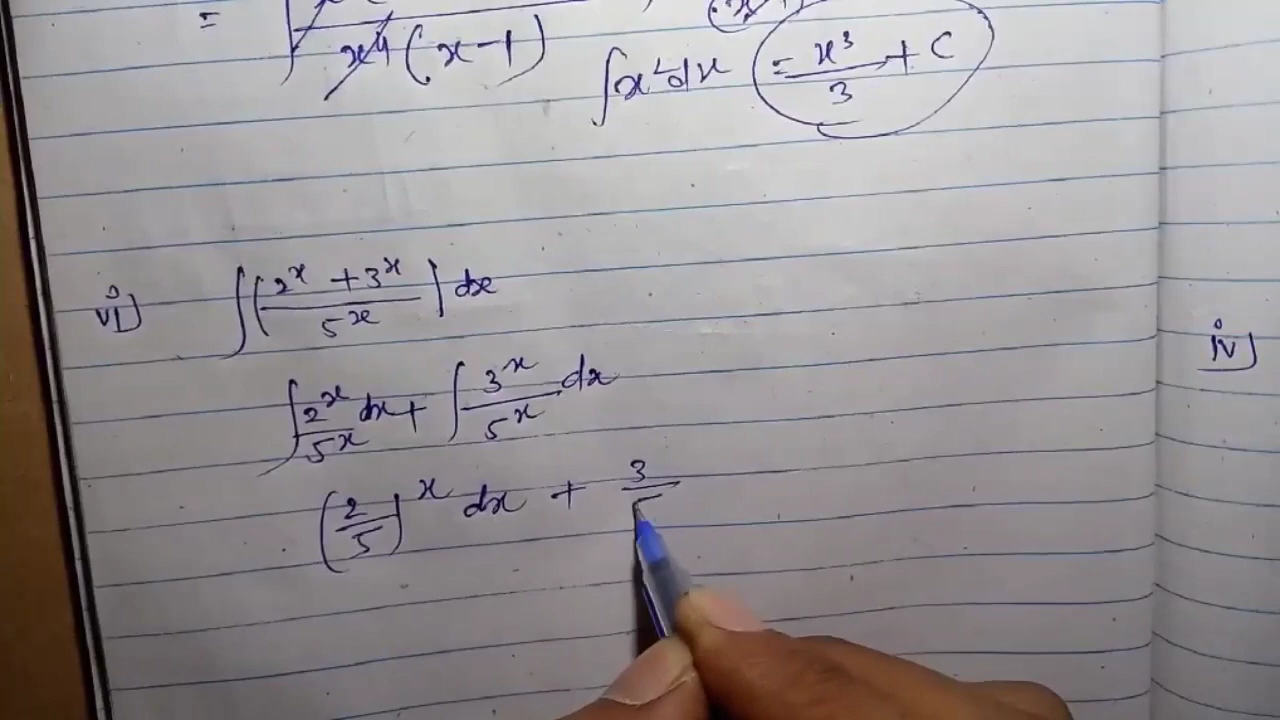 = x⁴(x-1)
∫x²dx = x³/3 + C
vi) ∫(2ˣ + 3ˣ / 5ˣ) dx
iv)
∫2ˣ/5ˣ dx + ∫3ˣ/5ˣ dx
(2/5)ˣ dx + 3/5